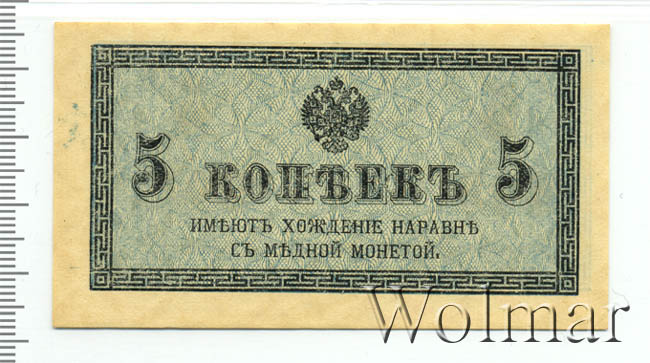 5 КОПѢЕКЪ 5
ИМѢЮТЪ ХОЖДЕНІЕ НАРАВНѢ
СЪ МѢДНОЙ МОНЕТОЙ.
Wolmar